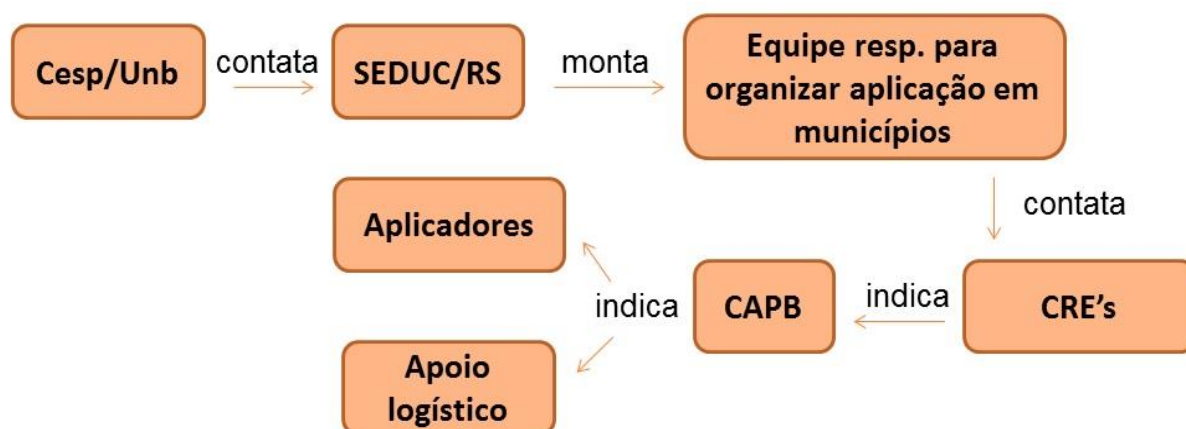 Cesp/Unb
contata
SEDUC/RS
monta
Equipe resp. para
organizar aplicação em
municípios
contata
CRE's
indica
CAPB
indica
Aplicadores
Apoio
logístico